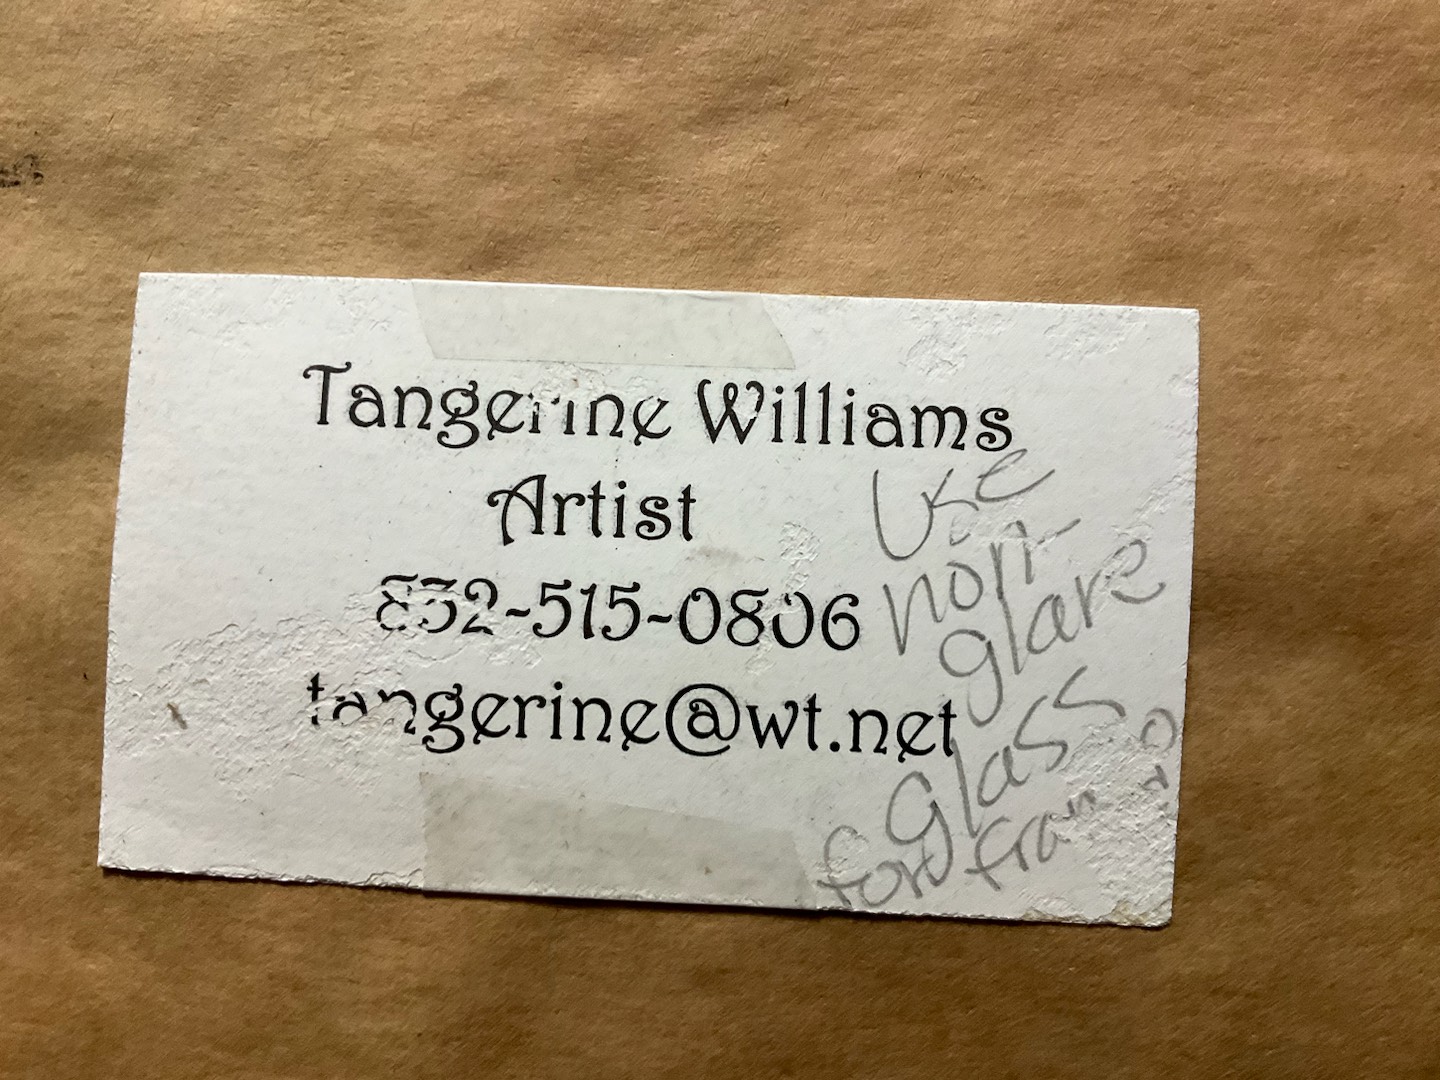 Tangerine Williams
Artist
832-515-0806
tangerine@wt.net
Use
non-
glare
glass
for